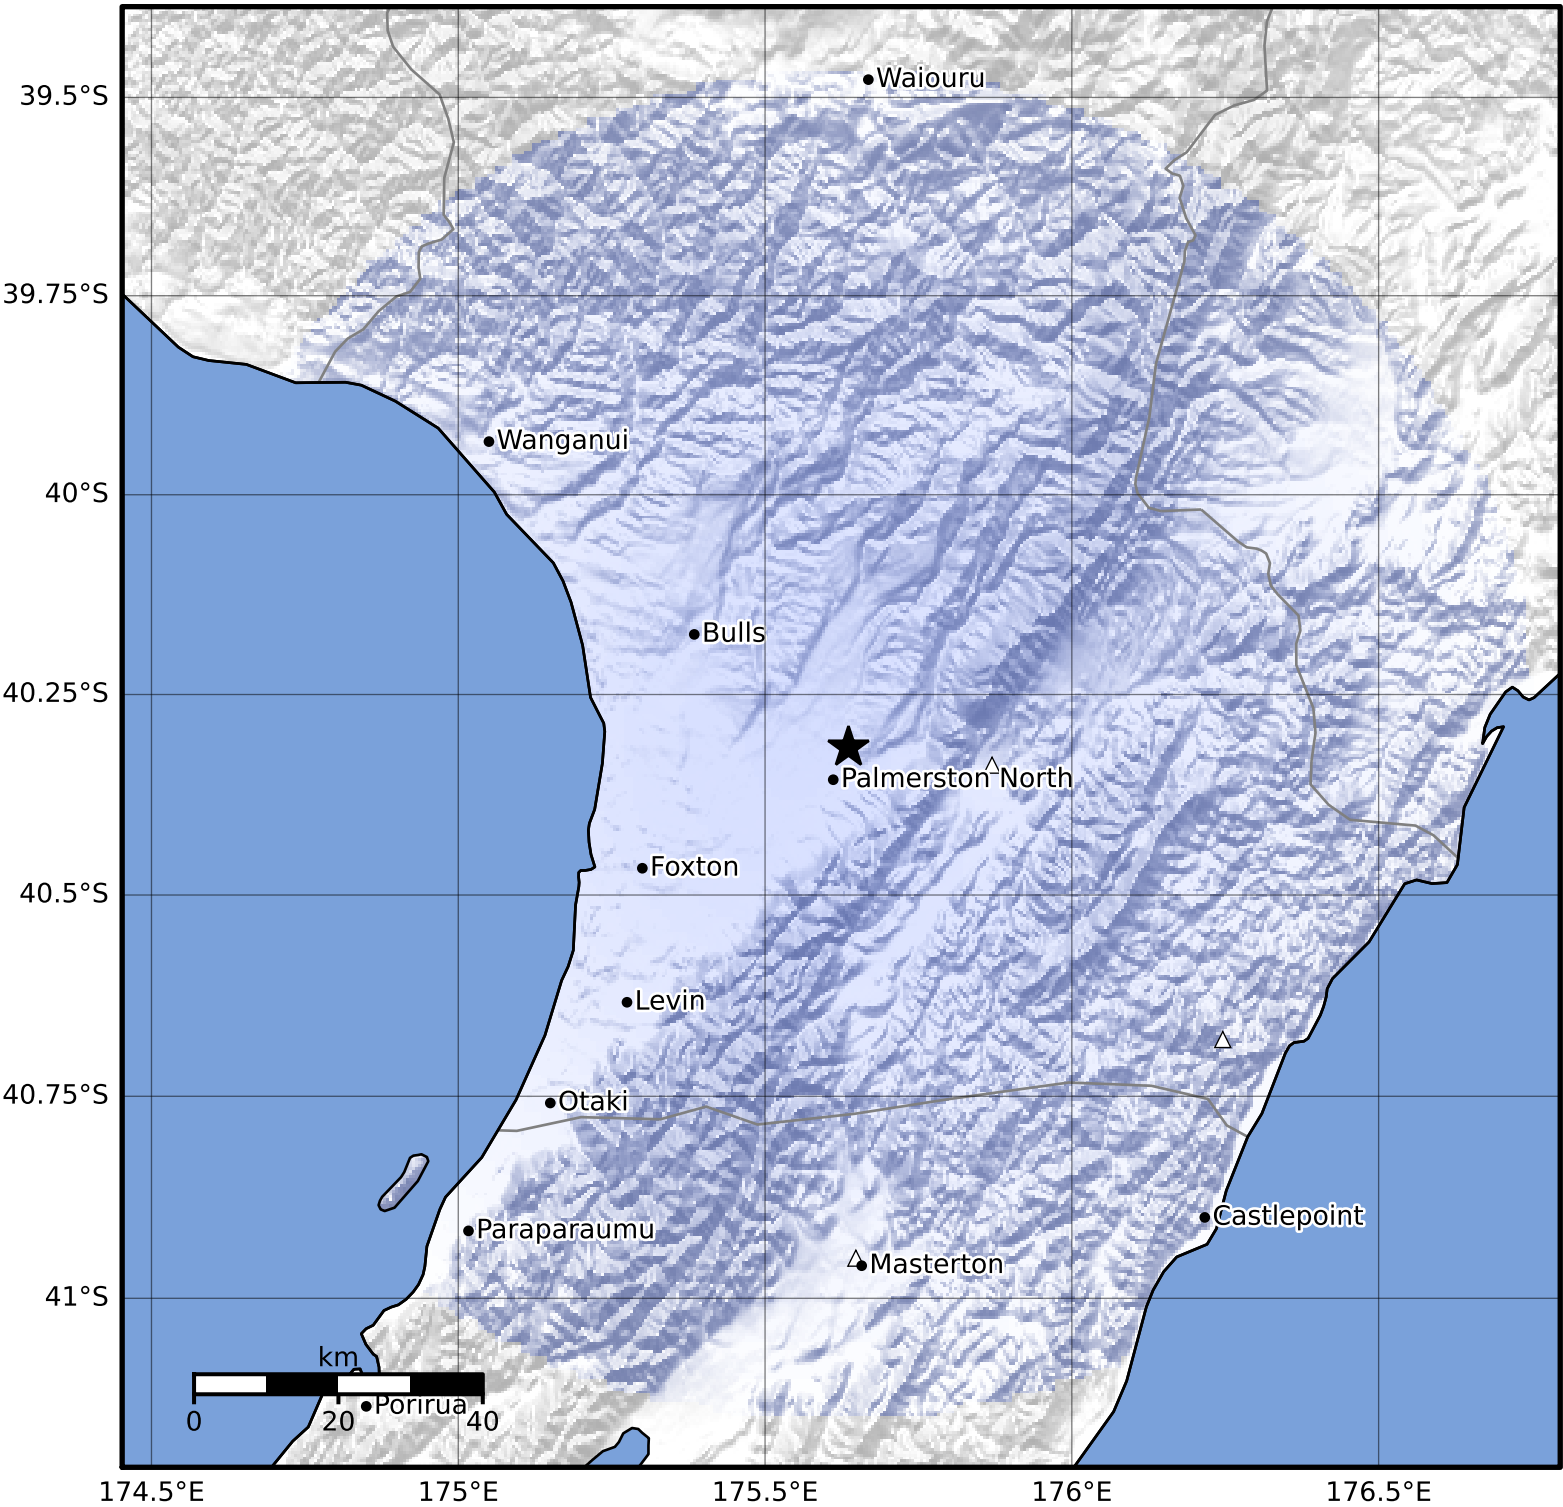 Waiouru
39.5°S
39.75°S
Wanganui
40°S
Bulls
40.25°S
Palmerston North
Foxton
40.5°S
Levin
40.75°S
Otaki
Castlepoint
Paraparaumu
Masterton
41°S
km
Porirua
0 20 40
174.5°E 175°E 175.5°E 176°E 176.5°E